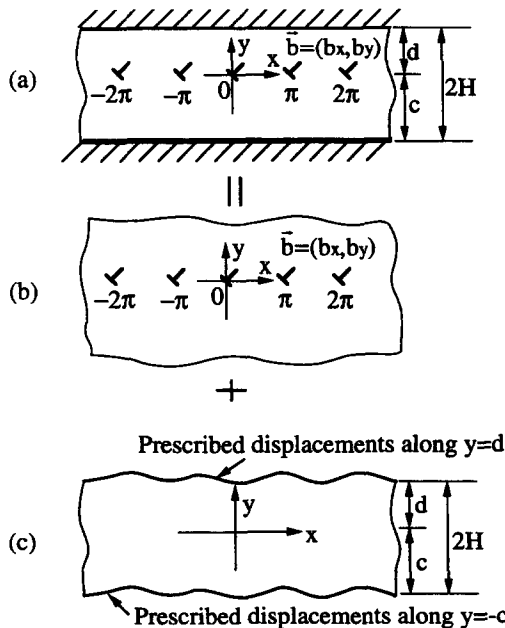 (a)
y
b⃗=(bx,by)
x
−2π −π 0 π 2π
d
c
2H
||
(b)
y
b⃗=(bx,by)
x
−2π −π 0 π 2π
+
Prescribed displacements along y=d
(c)
y
x
d
c
2H
Prescribed displacements along y=-c